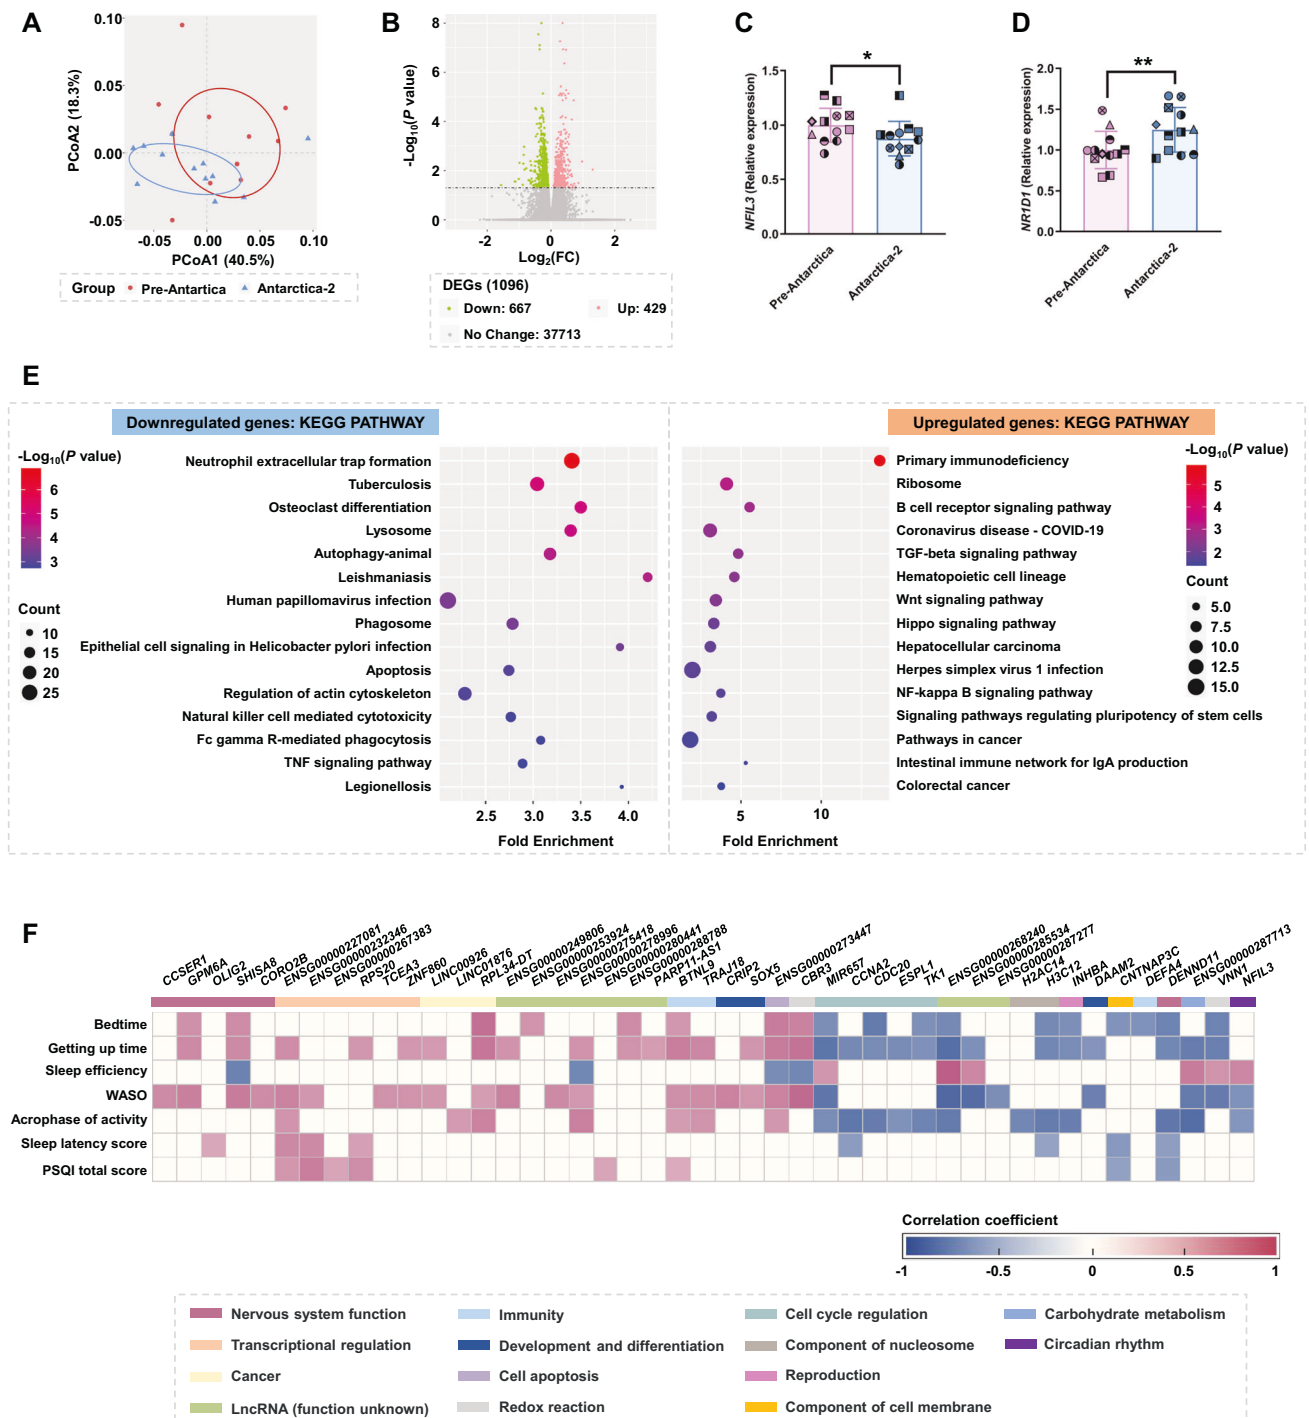 A
0.10
0.05
0.00
-0.05
PCoA2 (18.3%)
-0.05
0.00
0.05
0.10
PCoA1 (40.5%)
Group
Pre-Antartica
Antarctica-2
B
8
6
4
2
0
-Log10(P value)
-2
0
2
Log2(FC)
DEGs (1096)
Down: 667
Up: 429
No Change: 37713
C
*
1.5
1.0
0.5
0.0
NFIL3 (Relative expression)
Pre-Antarctica
Antarctica-2
D
**
2.0
1.5
1.0
0.5
0.0
NR1D1 (Relative expression)
Pre-Antarctica
Antarctica-2
E
Downregulated genes: KEGG PATHWAY
-Log10(P value)
6
5
4
3
Count
10
15
20
25
Neutrophil extracellular trap formation
Tuberculosis
Osteoclast differentiation
Lysosome
Autophagy-animal
Leishmaniasis
Human papillomavirus infection
Phagosome
Epithelial cell signaling in Helicobacter pylori infection
Apoptosis
Regulation of actin cytoskeleton
Natural killer cell mediated cytotoxicity
Fc gamma R-mediated phagocytosis
TNF signaling pathway
Legionellosis
2.5
3.0
3.5
4.0
Fold Enrichment
Upregulated genes: KEGG PATHWAY
Primary immunodeficiency
Ribosome
B cell receptor signaling pathway
Coronavirus disease - COVID-19
TGF-beta signaling pathway
Hematopoietic cell lineage
Wnt signaling pathway
Hippo signaling pathway
Hepatocellular carcinoma
Herpes simplex virus 1 infection
NF-kappa B signaling pathway
Signaling pathways regulating pluripotency of stem cells
Pathways in cancer
Intestinal immune network for IgA production
Colorectal cancer
5
10
Fold Enrichment
-Log10(P value)
5
4
3
2
Count
5.0
7.5
10.0
12.5
15.0
F
CCSER1
GPM6A
OLIG2
SHISA8
CORO2B
ENSG00000227081
ENSG00000232346
ENSG00000267383
RPS20
TCEA3
ZNF860
LINC00926
LINC01876
RPL34-DT
ENSG00000249806
ENSG00000253924
ENSG00000275418
ENSG00000278996
ENSG00000280441
ENSG00000288788
PARP11-AS1
BTNL9
TRAJ18
CRIP2
SOX5
ENSG00000273447
CBR3
MIR657
CCNA2
CDC20
ESPL1
TK1
ENSG00000268240
ENSG00000285534
ENSG00000287277
H2AC14
H3C12
INHBA
DAAM2
CNTNAP3C
DEFA4
DENND11
ENSG00000287713
VNN1
NFIL3
Bedtime
Getting up time
Sleep efficiency
WASO
Acrophase of activity
Sleep latency score
PSQI total score
Correlation coefficient
-1
-0.5
0
0.5
1
Nervous system function
Transcriptional regulation
Cancer
LncRNA (function unknown)
Immunity
Development and differentiation
Cell apoptosis
Redox reaction
Cell cycle regulation
Component of nucleosome
Reproduction
Component of cell membrane
Carbohydrate metabolism
Circadian rhythm